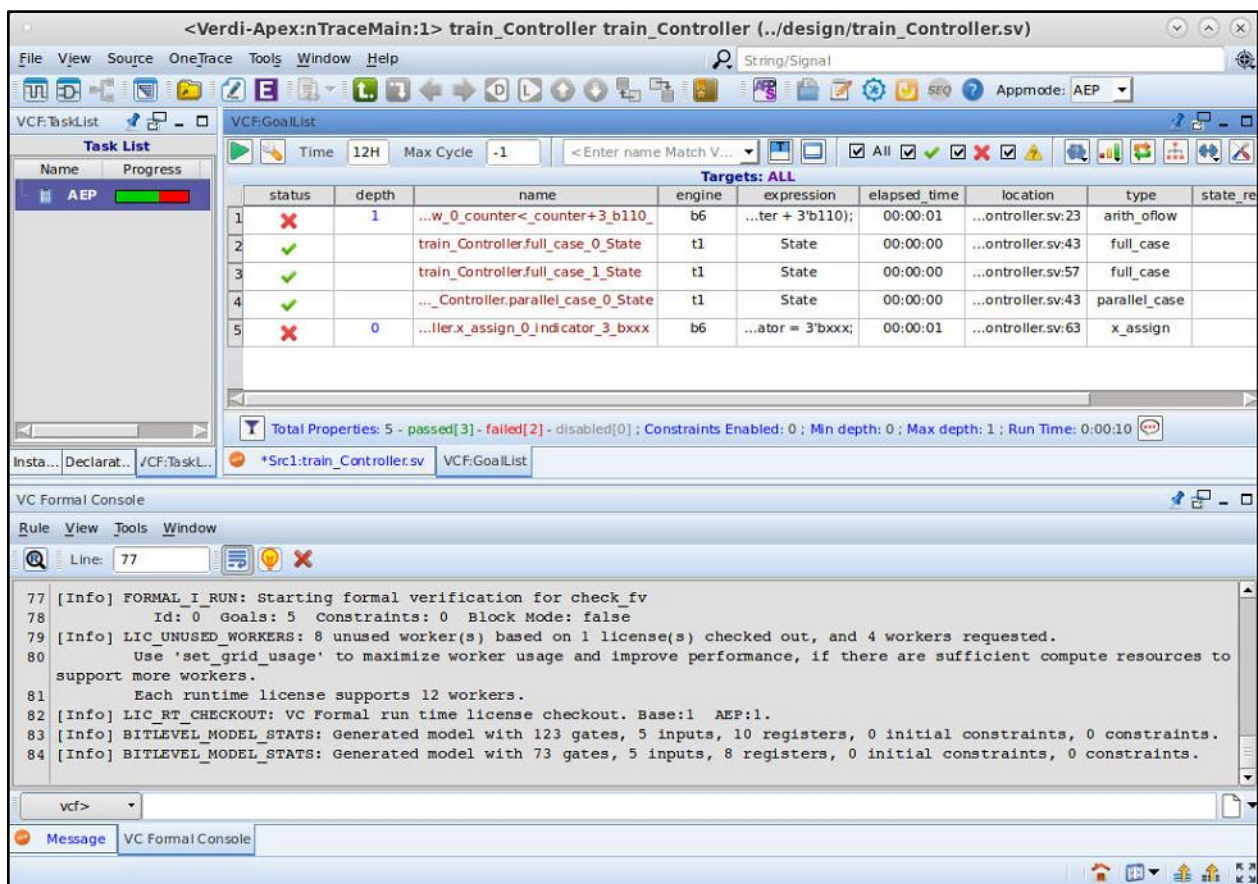 <Verdi-Apex:nTraceMain:1> train_Controller train_Controller (../design/train_Controller.sv)
File View Source OneTrace Tools Window Help
String/Signal
SEQ
Appmode: AEP
VCF:TaskList
Task List
Name Progress
AEP
Insta... Declarat.. VCF:TaskL..
VCF:GoalList
Time 12H Max Cycle -1 <Enter name Match V... All
Targets: ALL
status depth name engine expression elapsed_time location type state_re
1 1 ...w_0_counter<_counter+3_b110_ b6 ...ter + 3'b110); 00:00:01 ...ontroller.sv:23 arith_oflow
2 train_Controller.full_case_0_State t1 State 00:00:00 ...ontroller.sv:43 full_case
3 train_Controller.full_case_1_State t1 State 00:00:00 ...ontroller.sv:57 full_case
4 ..._Controller.parallel_case_0_State t1 State 00:00:00 ...ontroller.sv:43 parallel_case
5 0 ...ller.x_assign_0_indicator_3_bxxx b6 ...ator = 3'bxxx; 00:00:01 ...ontroller.sv:63 x_assign
Total Properties: 5 - passed[3] - failed[2] - disabled[0] ; Constraints Enabled: 0 ; Min depth: 0 ; Max depth: 1 ; Run Time: 0:00:10
*Src1:train_Controller.sv VCF:GoalList
VC Formal Console
Rule View Tools Window
Line: 77
77 [Info] FORMAL_I_RUN: Starting formal verification for check_fv
78 Id: 0 Goals: 5 Constraints: 0 Block Mode: false
79 [Info] LIC_UNUSED_WORKERS: 8 unused worker(s) based on 1 license(s) checked out, and 4 workers requested.
80 Use 'set_grid_usage' to maximize worker usage and improve performance, if there are sufficient compute resources to
support more workers.
81 Each runtime license supports 12 workers.
82 [Info] LIC_RT_CHECKOUT: VC Formal run time license checkout. Base:1 AEP:1.
83 [Info] BITLEVEL_MODEL_STATS: Generated model with 123 gates, 5 inputs, 10 registers, 0 initial constraints, 0 constraints.
84 [Info] BITLEVEL_MODEL_STATS: Generated model with 73 gates, 5 inputs, 8 registers, 0 initial constraints, 0 constraints.
vcf>
Message VC Formal Console